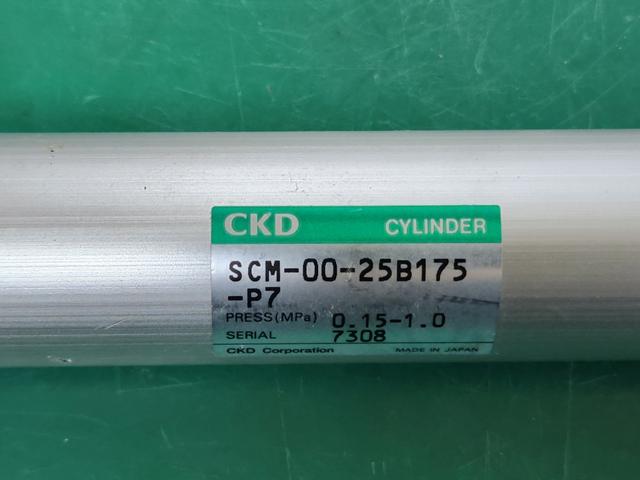 CKD CYLINDER
SCM-00-25B175
-P7
PRESS(MPa) 0.15-1.0
SERIAL 7308
CKD Corporation MADE IN JAPAN